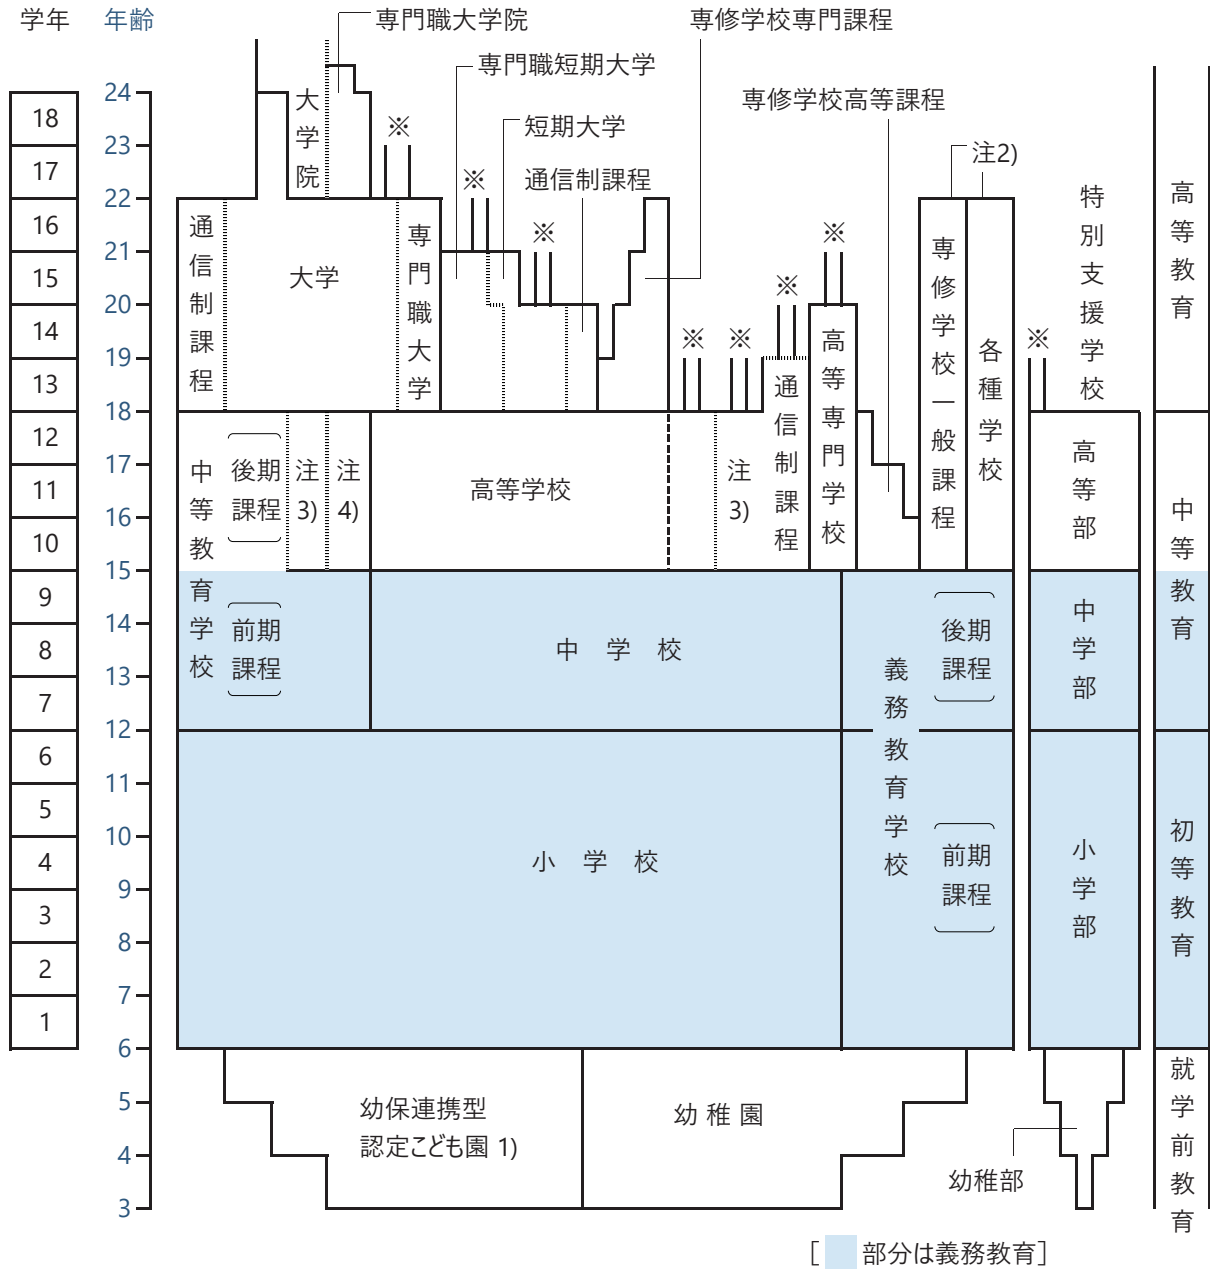 学年
年齢
専門職大学院
専修学校専門課程
専門職短期大学
専修学校高等課程
短期大学
通信制課程
注2)
※
※
※
※
※
※
※
※
18
17
16
15
14
13
12
11
10
9
8
7
6
5
4
3
2
1
24
23
22
21
20
19
18
17
16
15
14
13
12
11
10
9
8
7
6
5
4
3
大学院
通信制課程
大学
専門職大学
通信制課程
高等専門学校
専修学校一般課程
各種学校
特別支援学校
高等教育
中等教育学校
後期
課程
前期
課程
注
3)
注
4)
高等学校
注
3)
高等部
中等教育
中学校
義務教育学校
後期
課程
前期
課程
中学部
小学校
小学部
初等教育
幼保連携型
認定こども園 1)
幼稚園
幼稚部
就学前教育
[ 部分は義務教育]